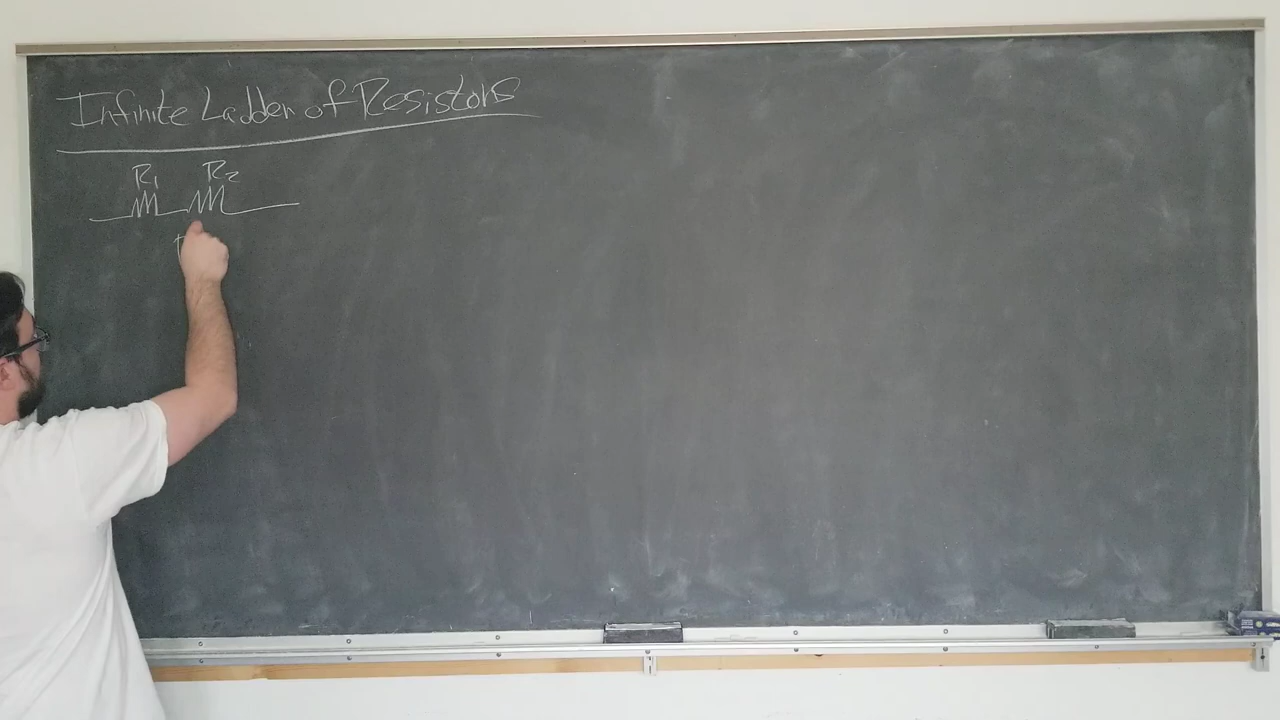 Infinite Ladder of Resistors
R₁ R₂